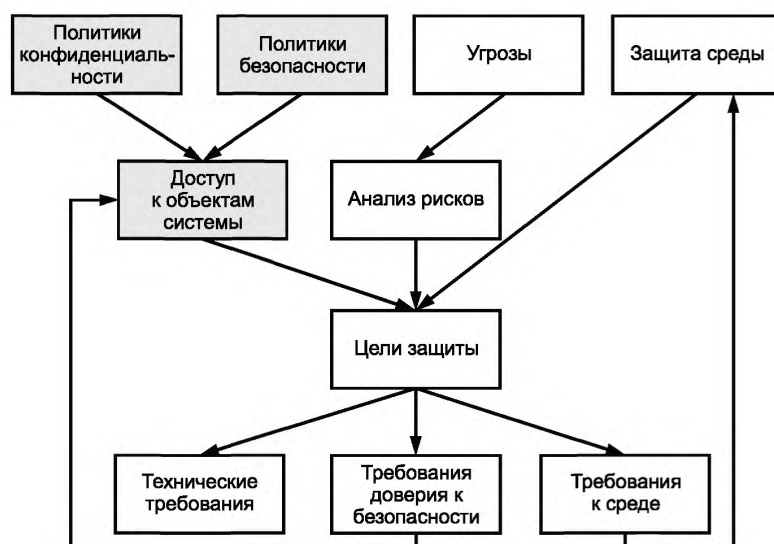 Политики
конфиденциаль-
ности
Политики
безопасности
Угрозы
Защита среды
Доступ
к объектам
системы
Анализ рисков
Цели защиты
Технические
требования
Требования
доверия к
безопасности
Требования
к среде